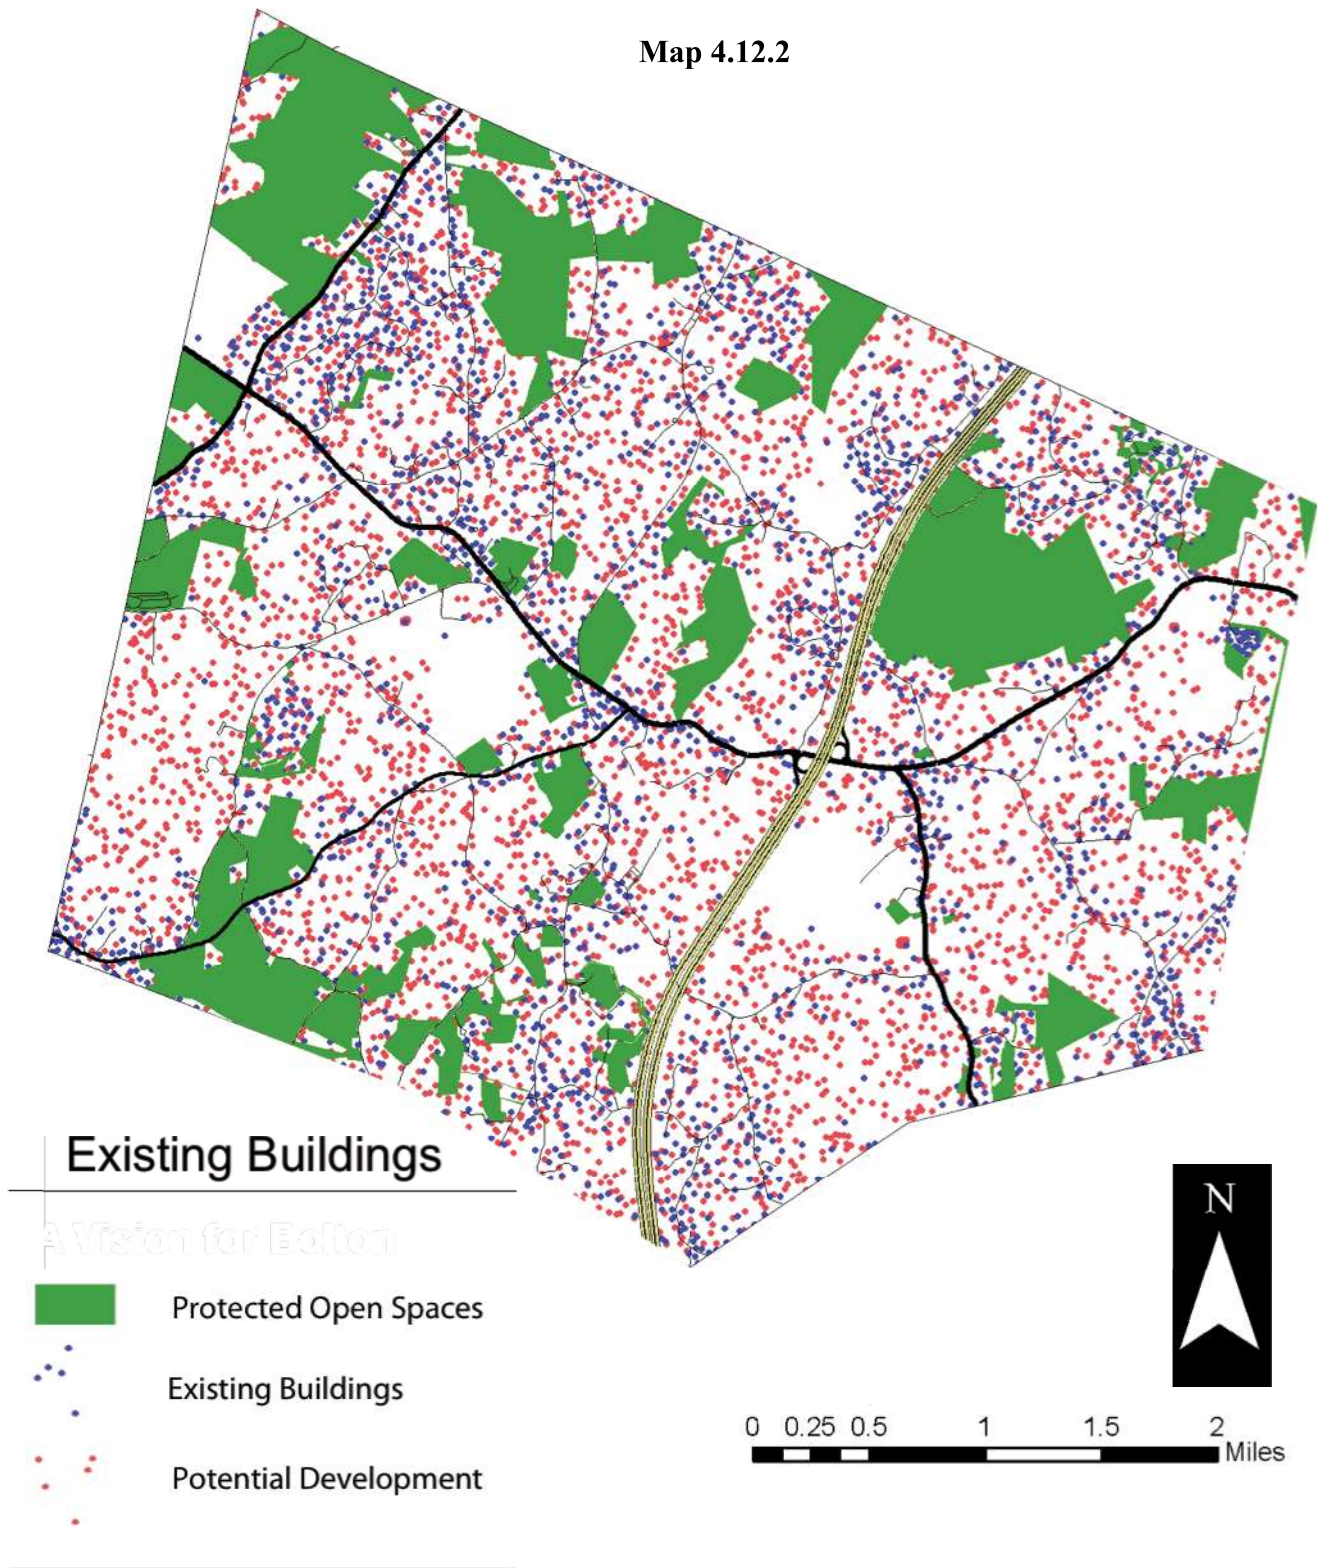 Map 4.12.2
Existing Buildings
A Vision for Bolton
Protected Open Spaces
Existing Buildings
Potential Development
N
0 0.25 0.5 1 1.5 2
Miles